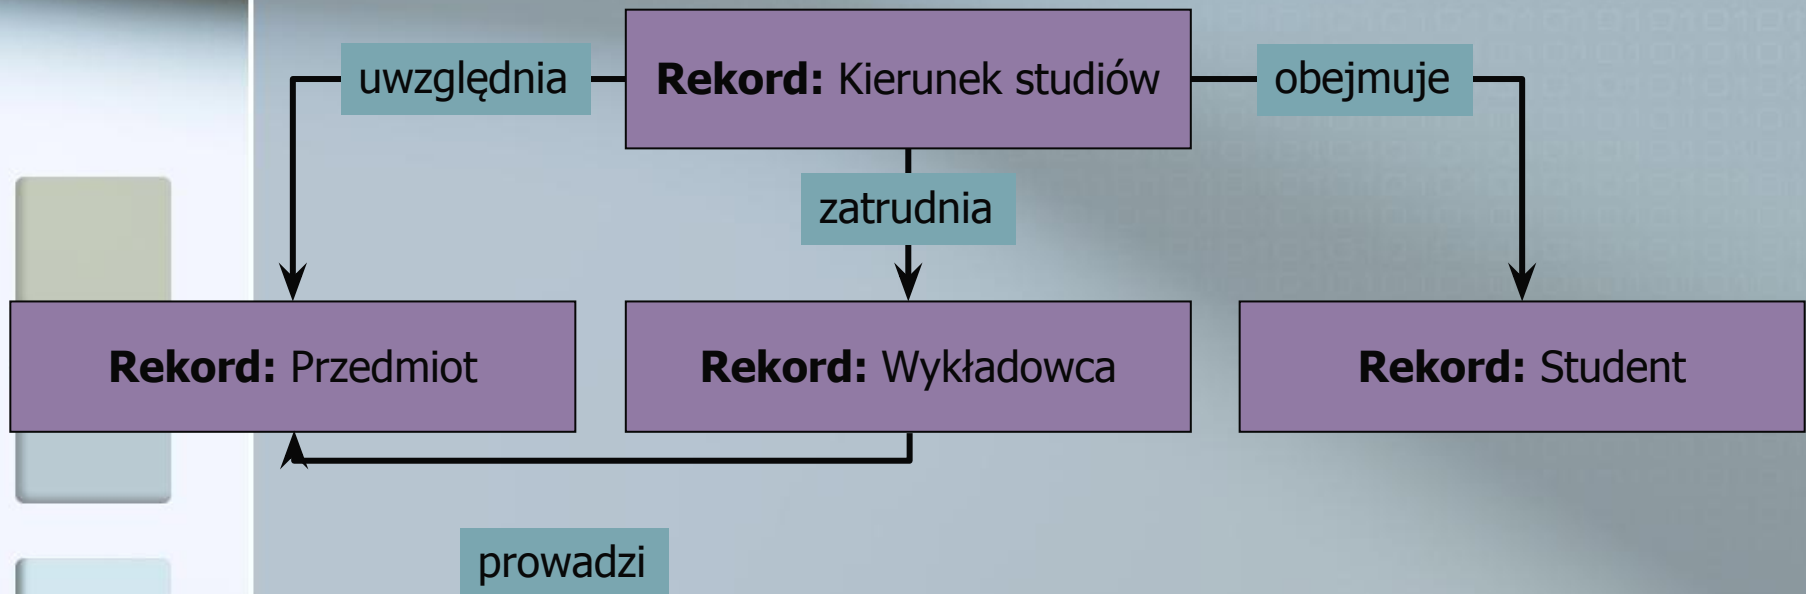 uwzględnia
Rekord: Kierunek studiów
obejmuje
zatrudnia
Rekord: Przedmiot
Rekord: Wykładowca
Rekord: Student
prowadzi